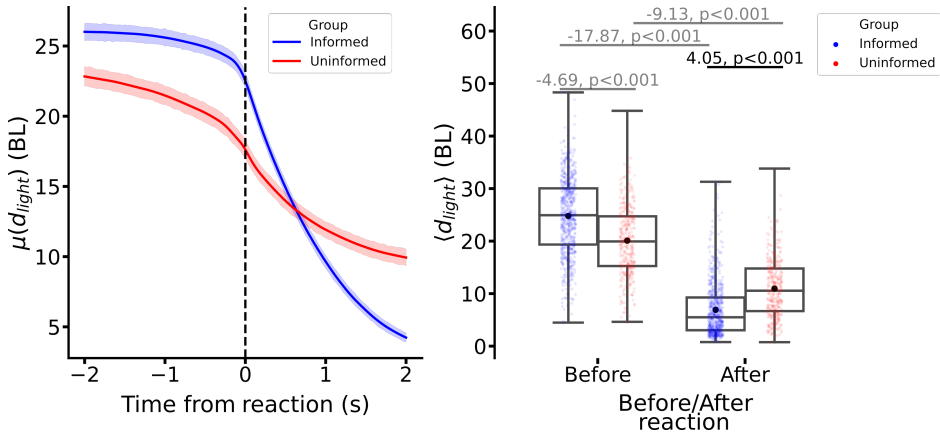 μ(d_light) (BL)
25
20
15
10
5
Group
Informed
Uninformed
−2
−1
0
1
2
Time from reaction (s)
⟨d_light⟩ (BL)
60
50
40
30
20
10
0
-9.13, p<0.001
-17.87, p<0.001
4.05, p<0.001
-4.69, p<0.001
Group
Informed
Uninformed
Before
After
Before/After
reaction